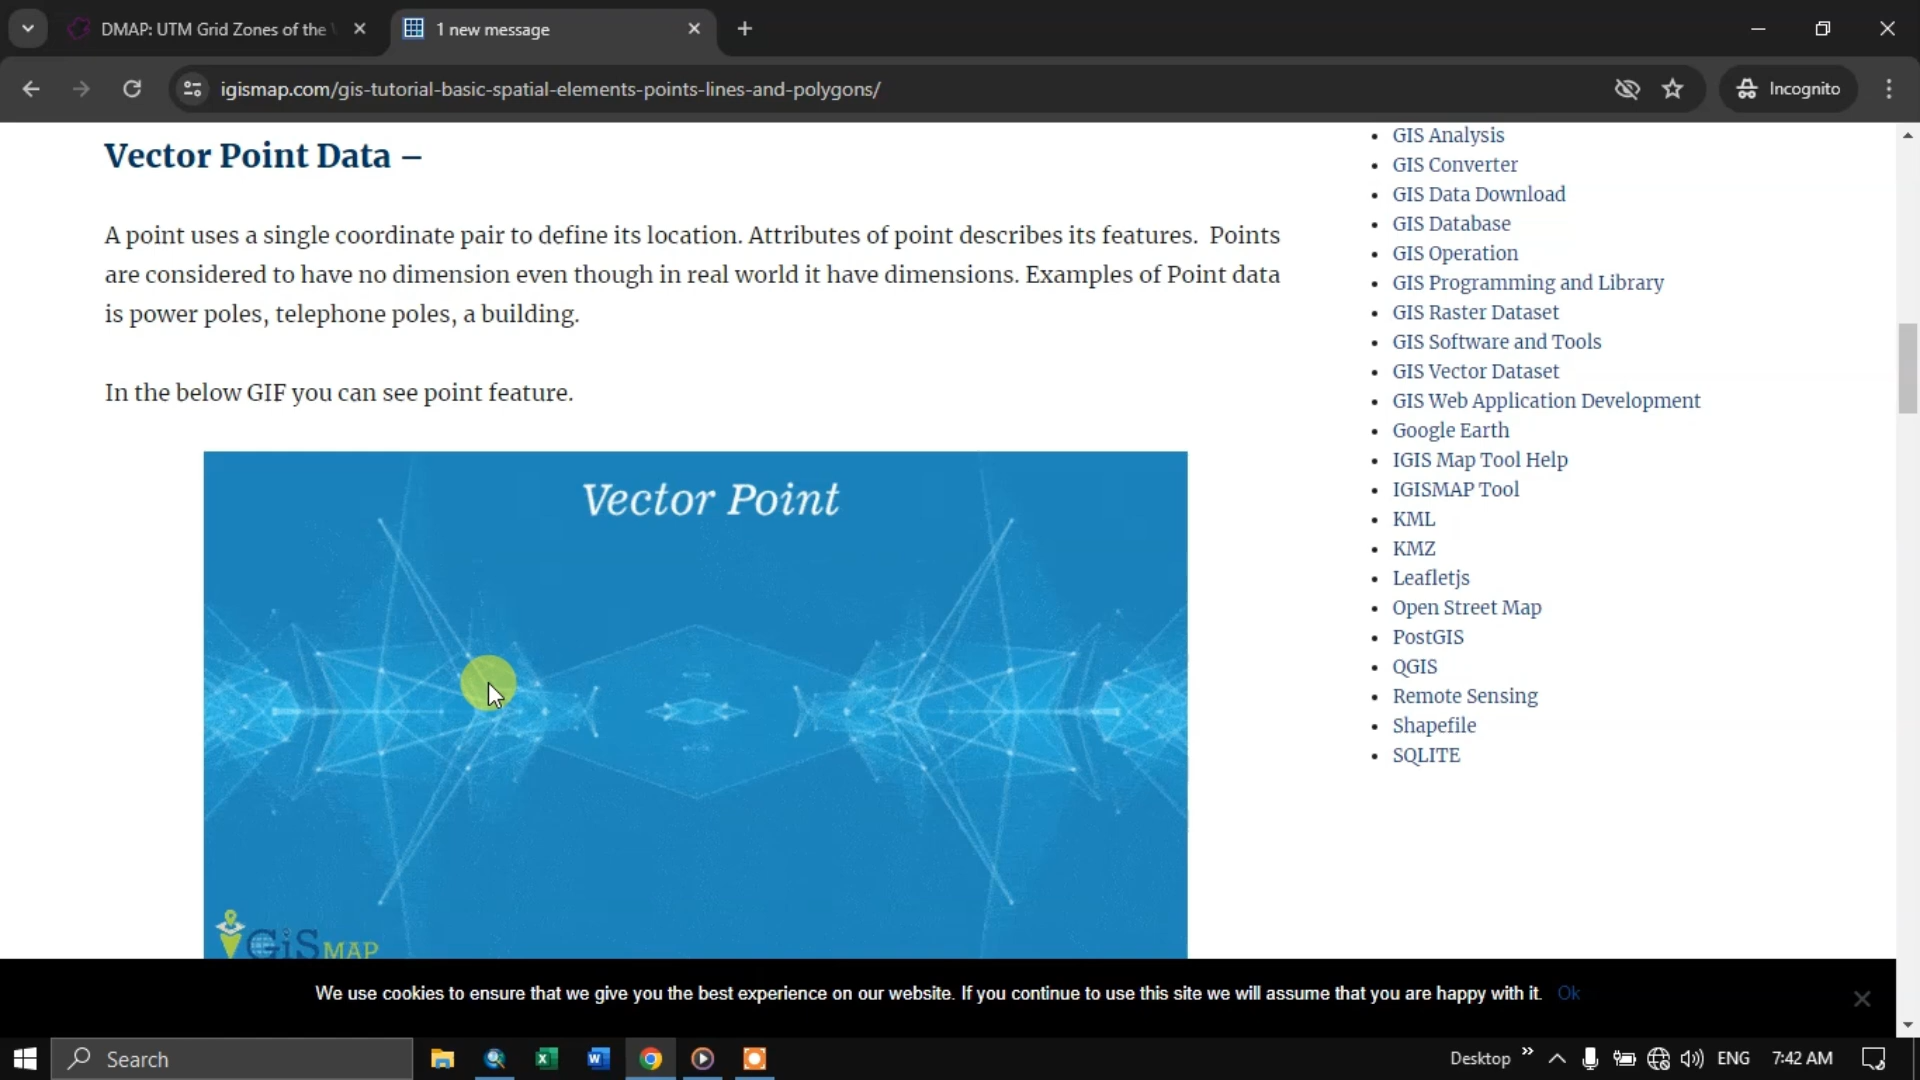 DMAP: UTM Grid Zones of the
1 new message
igismap.com/gis-tutorial-basic-spatial-elements-points-lines-and-polygons/
Incognito
Vector Point Data –
A point uses a single coordinate pair to define its location. Attributes of point describes its features. Points
are considered to have no dimension even though in real world it have dimensions. Examples of Point data
is power poles, telephone poles, a building.
In the below GIF you can see point feature.
Vector Point
GiS MAP
GIS Analysis
GIS Converter
GIS Data Download
GIS Database
GIS Operation
GIS Programming and Library
GIS Raster Dataset
GIS Software and Tools
GIS Vector Dataset
GIS Web Application Development
Google Earth
IGIS Map Tool Help
IGISMAP Tool
KML
KMZ
Leafletjs
Open Street Map
PostGIS
QGIS
Remote Sensing
Shapefile
SQLITE
We use cookies to ensure that we give you the best experience on our website. If you continue to use this site we will assume that you are happy with it. Ok
Search
Desktop
ENG
7:42 AM